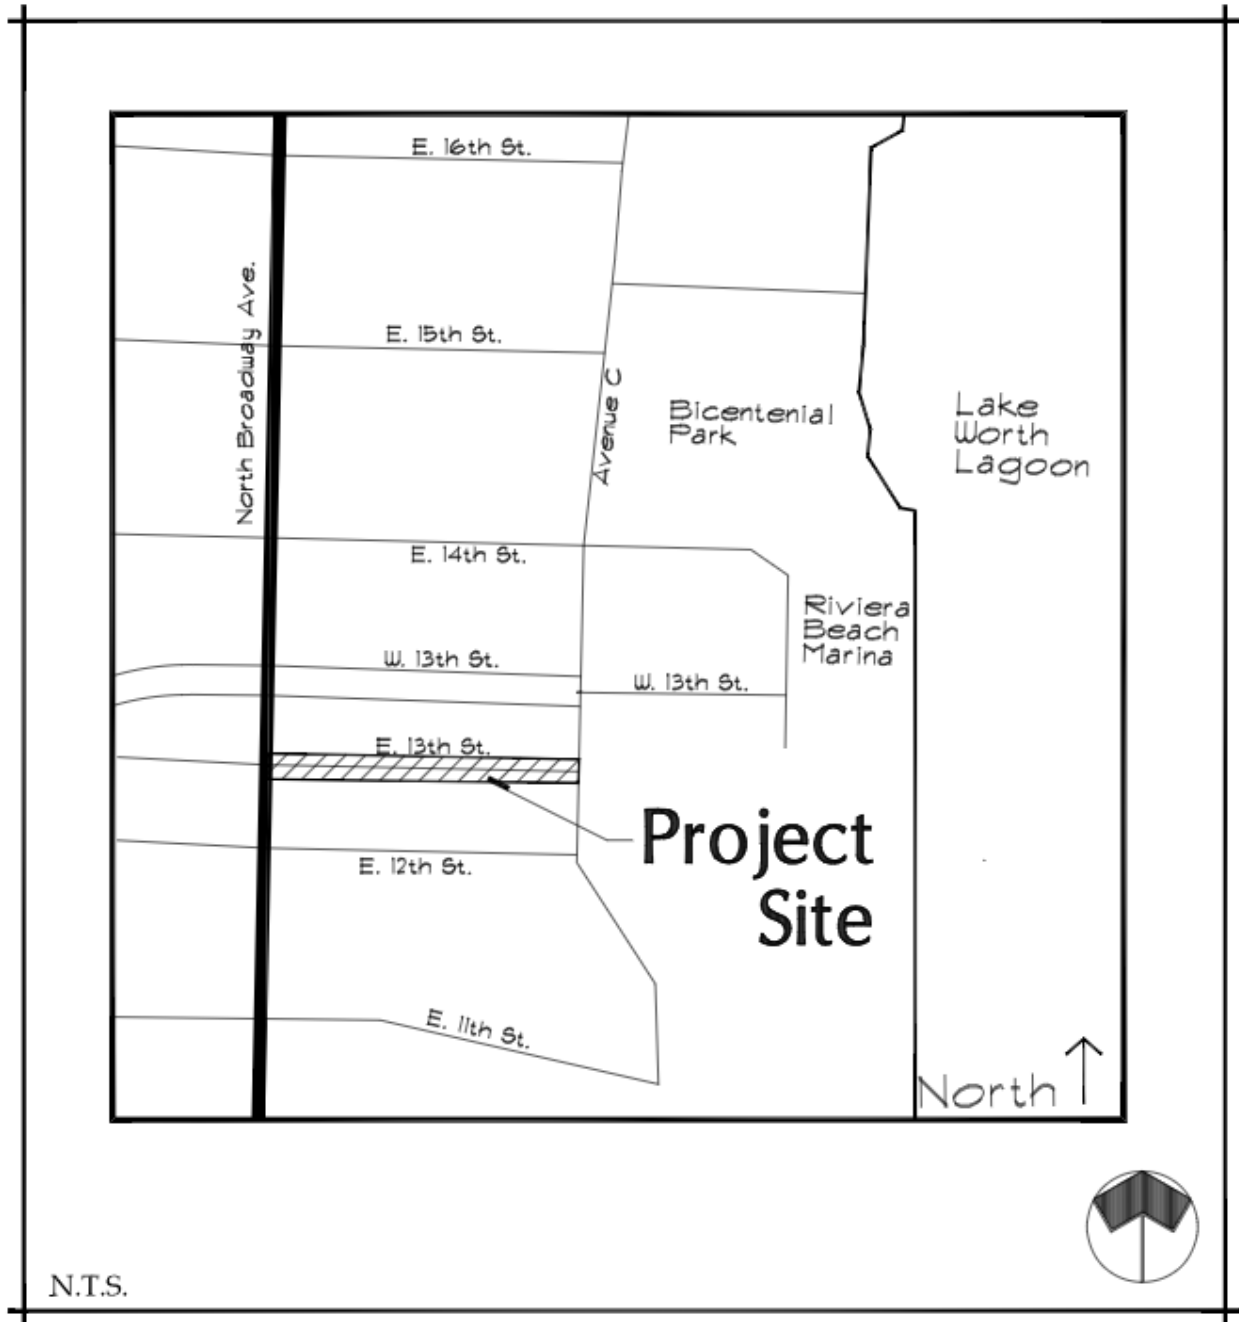 E. 16th St.
North Broadway Ave.
E. 15th St.
Avenue C
Bicentenial
Park
Lake
Worth
Lagoon
E. 14th St.
Riviera
Beach
Marina
W. 13th St.
W. 13th St.
E. 13th St.
Project
Site
E. 12th St.
E. 11th St.
North
N.T.S.